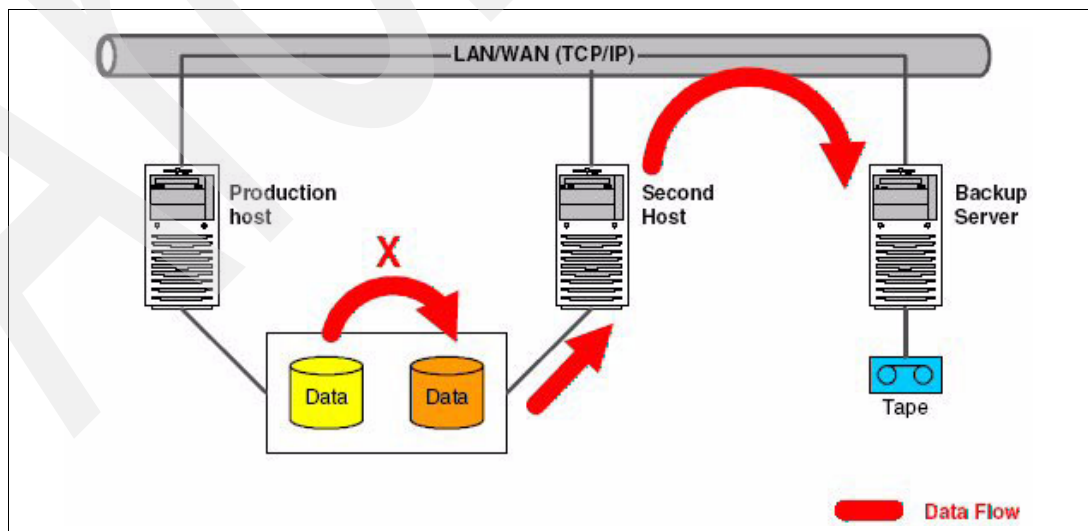 LAN/WAN (TCP/IP)
Production
host
Second
Host
Backup
Server
X
Data
Data
Tape
Data Flow